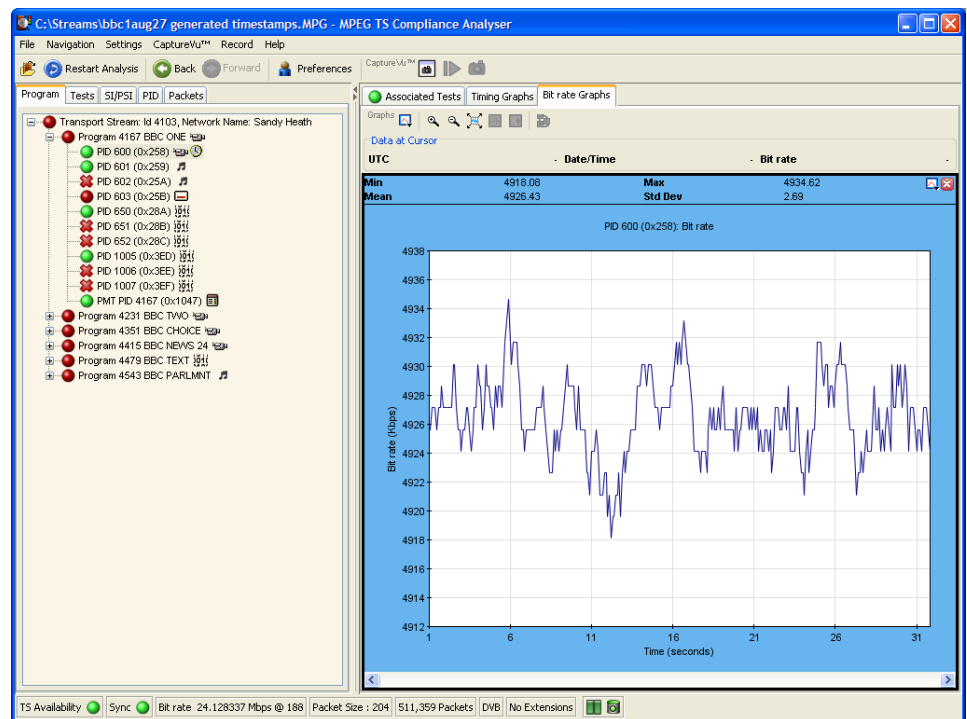 C:\Streams\bbc1aug27 generated timestamps.MPG - MPEG TS Compliance Analyser
File Navigation Settings CaptureVu™ Record Help
Restart Analysis Back Forward Preferences CaptureVu™
Program Tests SI/PSI PID Packets
Transport Stream: Id 4103, Network Name: Sandy Heath
Program 4167 BBC ONE
PID 600 (0x258)
PID 601 (0x259)
PID 602 (0x25A)
PID 603 (0x25B)
PID 650 (0x28A)
PID 651 (0x28B)
PID 652 (0x28C)
PID 1005 (0x3ED)
PID 1006 (0x3EE)
PID 1007 (0x3EF)
PMT PID 4167 (0x1047)
Program 4231 BBC TWO
Program 4351 BBC CHOICE
Program 4415 BBC NEWS 24
Program 4479 BBC TEXT
Program 4543 BBC PARLMNT
Associated Tests Timing Graphs Bit rate Graphs
Graphs
Data at Cursor
UTC - Date/Time - Bit rate -
Min 4918.08 Max 4934.62
Mean 4926.43 Std Dev 2.69
PID 600 (0x258): Bit rate
Bit rate (Kbps)
4938
4936
4934
4932
4930
4928
4926
4924
4922
4920
4918
4916
4914
4912
1 6 11 16 21 26 31
Time (seconds)
TS Availability Sync Bit rate 24.128337 Mbps @ 188 Packet Size : 204 511,359 Packets DVB No Extensions